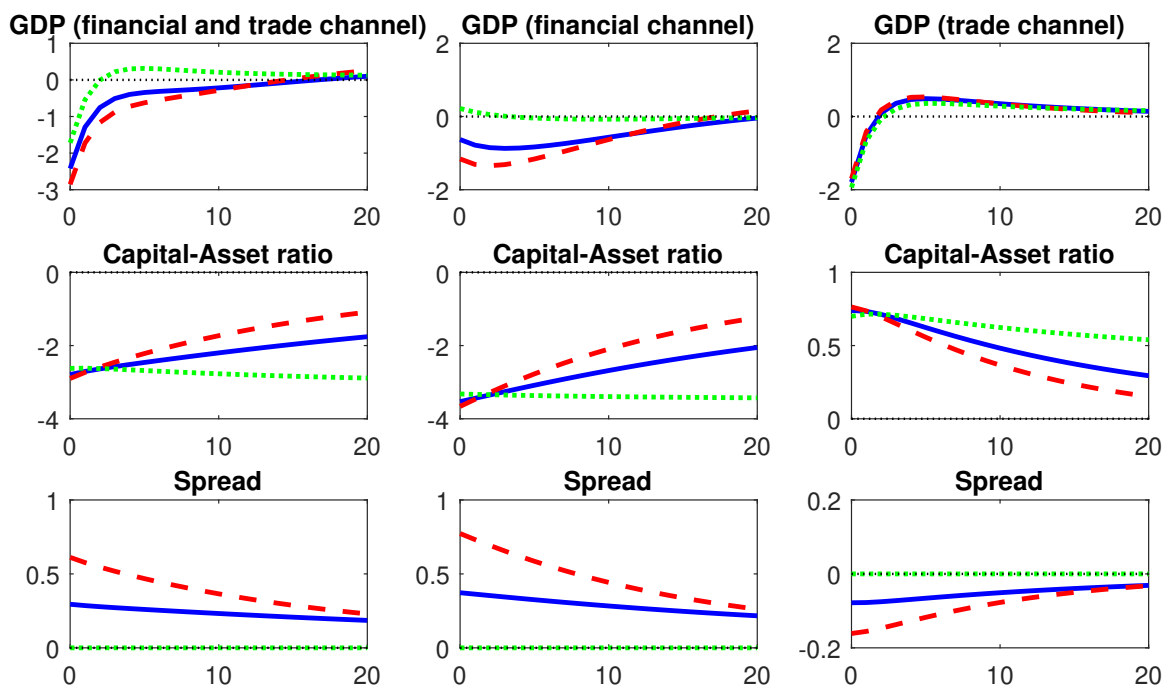 GDP (financial and trade channel)
1
0
-1
-2
-3
0 10 20
GDP (financial channel)
2
0
-2
0 10 20
GDP (trade channel)
2
0
-2
0 10 20
Capital-Asset ratio
0
-2
-4
0 10 20
Capital-Asset ratio
0
-2
-4
0 10 20
Capital-Asset ratio
1
0.5
0
0 10 20
Spread
1
0.5
0
0 10 20
Spread
1
0.5
0
0 10 20
Spread
0.2
0
-0.2
0 10 20